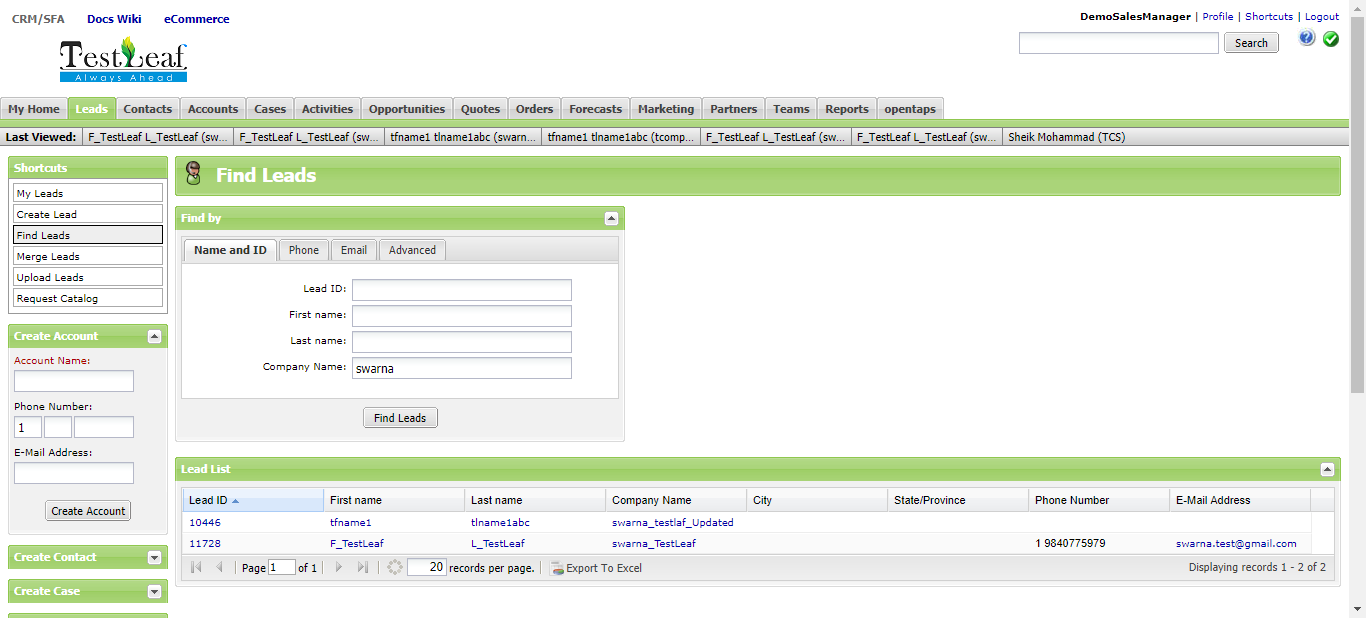 CRM/SFA Docs Wiki eCommerce
DemoSalesManager | Profile | Shortcuts | Logout
TestLeaf
Always Ahead
Search
My Home Leads Contacts Accounts Cases Activities Opportunities Quotes Orders Forecasts Marketing Partners Teams Reports opentaps
Last Viewed: F_TestLeaf L_TestLeaf (sw... F_TestLeaf L_TestLeaf (sw... tfname1 tlname1abc (swarn... tfname1 tlname1abc (tcomp... F_TestLeaf L_TestLeaf (sw... F_TestLeaf L_TestLeaf (sw... Sheik Mohammad (TCS)
Shortcuts
My Leads
Create Lead
Find Leads
Merge Leads
Upload Leads
Request Catalog
Create Account
Account Name:
Phone Number:
1
E-Mail Address:
Create Account
Create Contact
Create Case
Find Leads
Find by
Name and ID Phone Email Advanced
Lead ID:
First name:
Last name:
Company Name: swarna
Find Leads
Lead List
Lead ID First name Last name Company Name City State/Province Phone Number E-Mail Address
10446 tfname1 tlname1abc swarna_testlaf_Updated
11728 F_TestLeaf L_TestLeaf swarna_TestLeaf 1 9840775979 swarna.test@gmail.com
Page 1 of 1 20 records per page. Export To Excel Displaying records 1 - 2 of 2